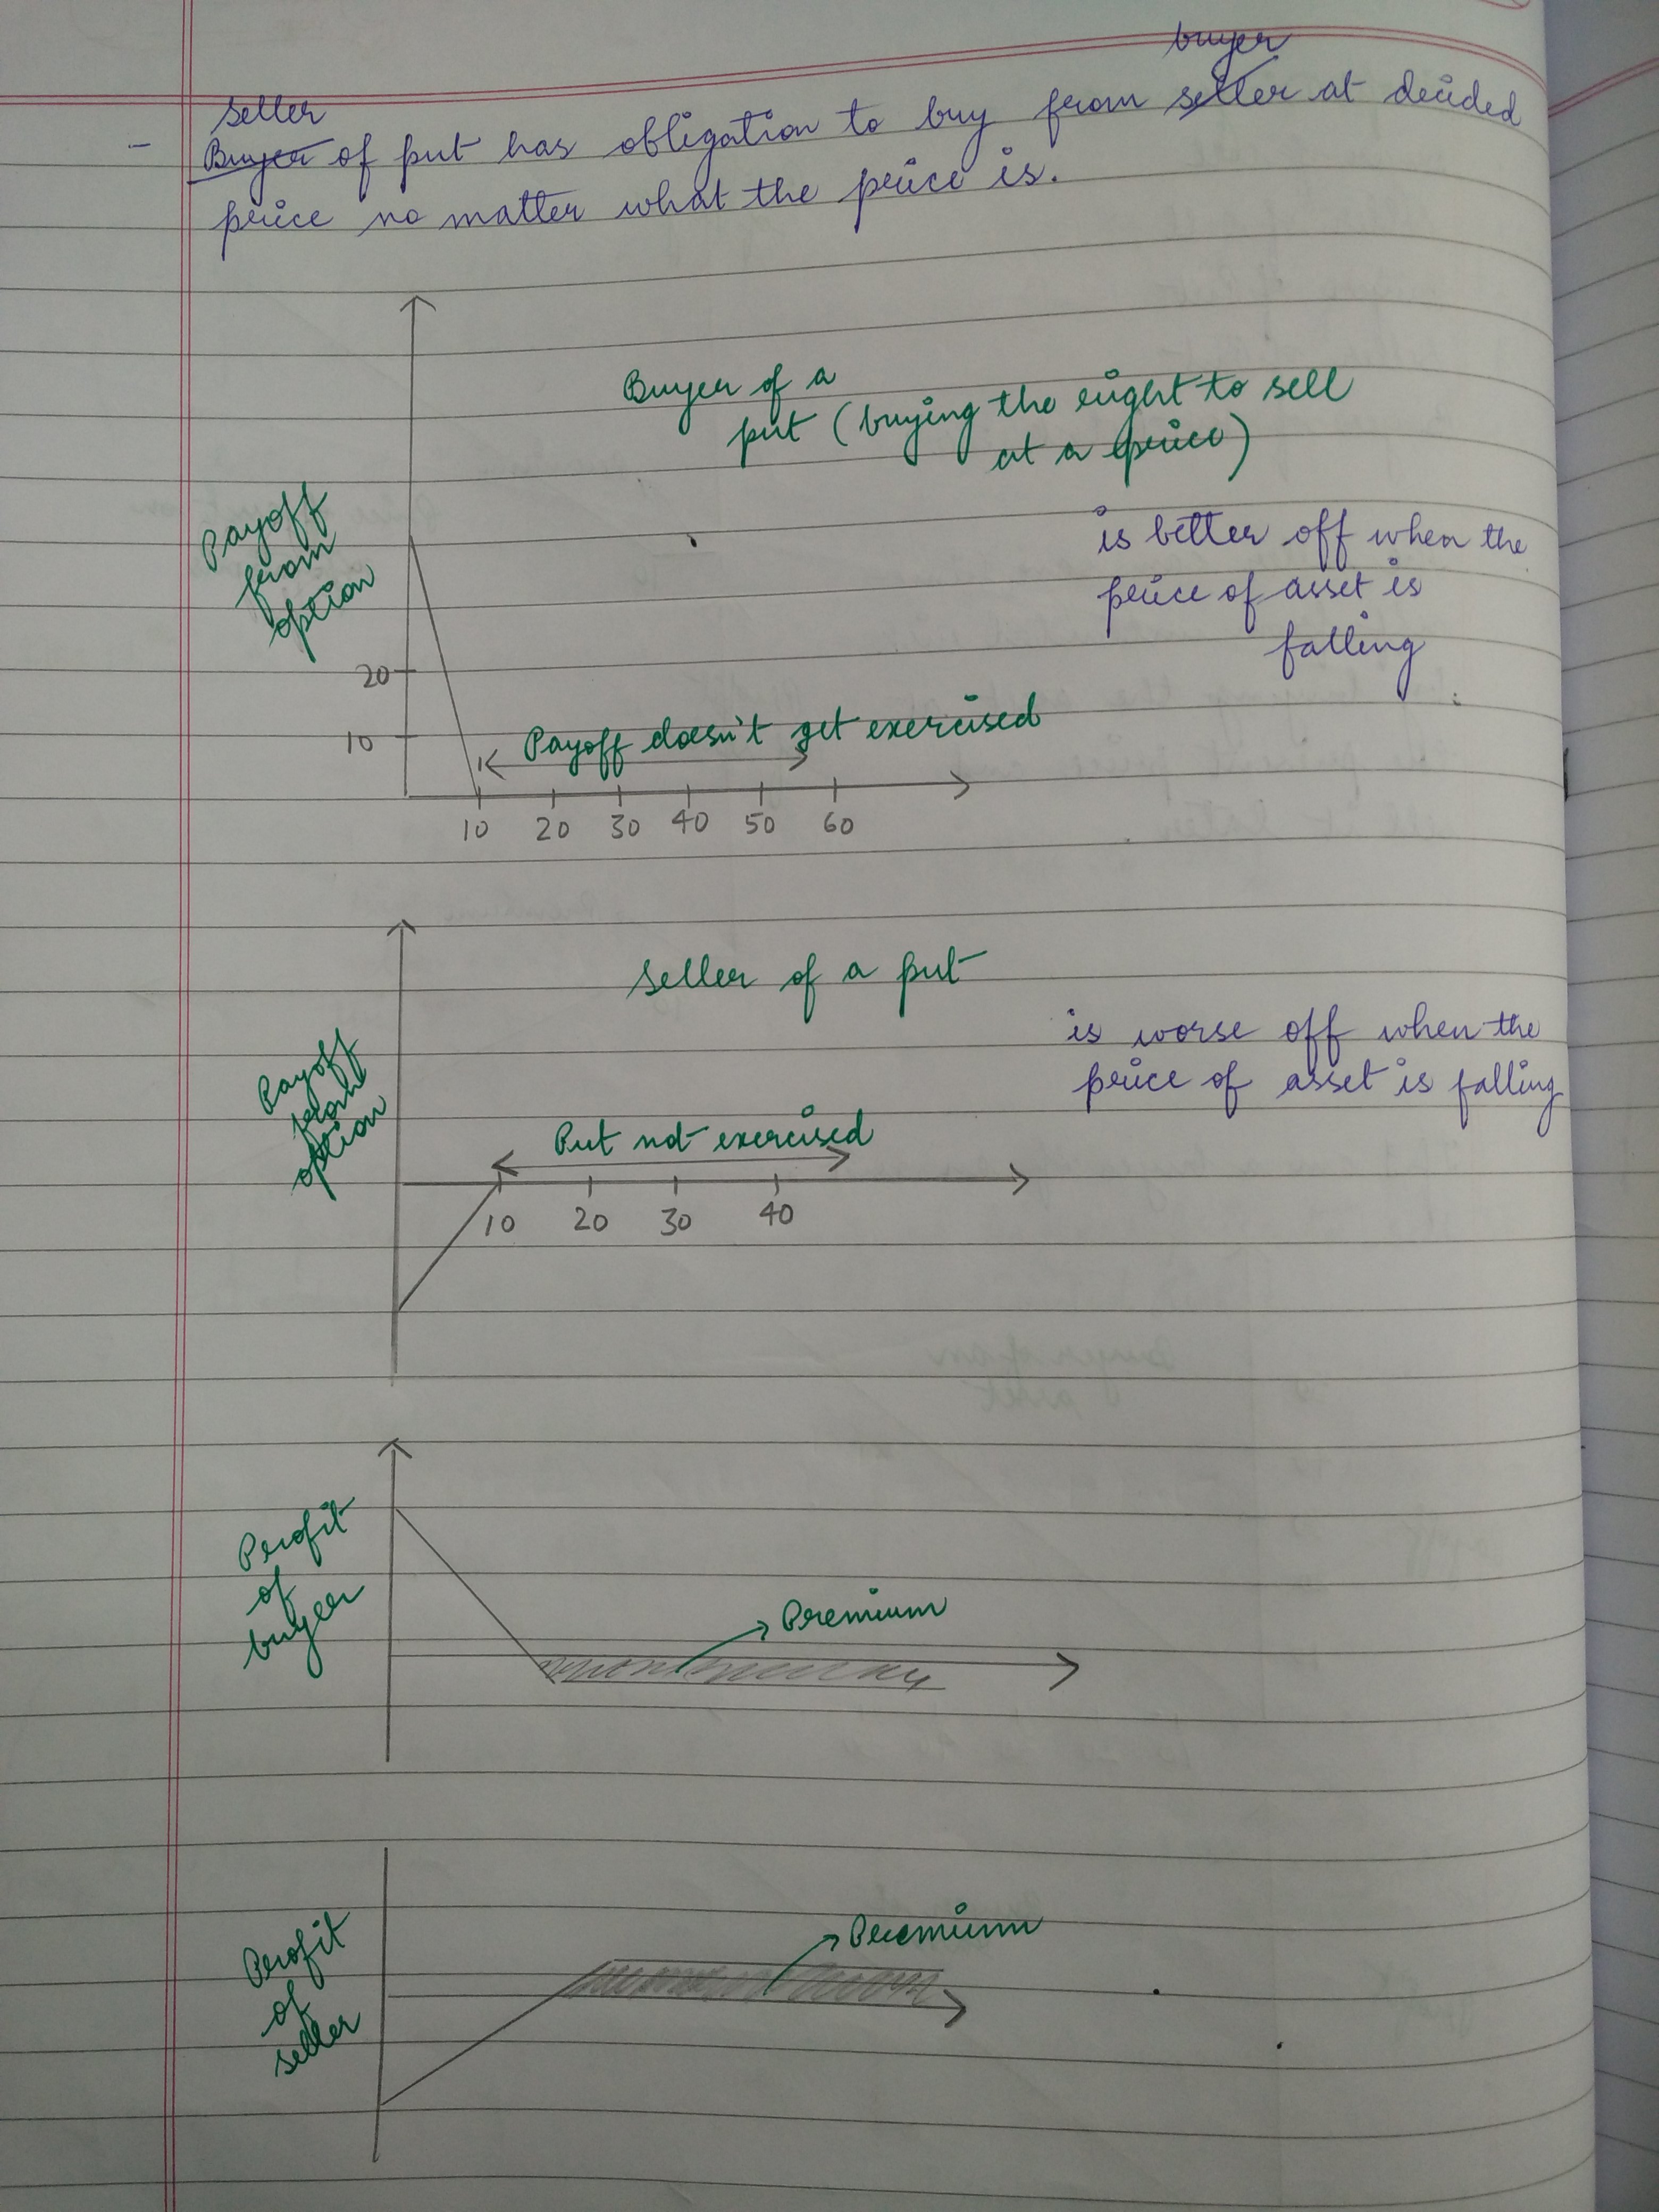 buyer
seller
- Buyer of put has obligation to buy from seller at decided
price no matter what the price is.
Buyer of a
put (buying the right to sell
at a price)
is better off when the
price of asset is
falling
Payoff
from
option
20
10
Payoff doesn't get exercised
10 20 30 40 50 60
seller of a put
is worse off when the
price of asset is falling
Payoff
from
option
Put not exercised
10 20 30 40
Profit
of
buyer
Premium
Profit
of
seller
Premium